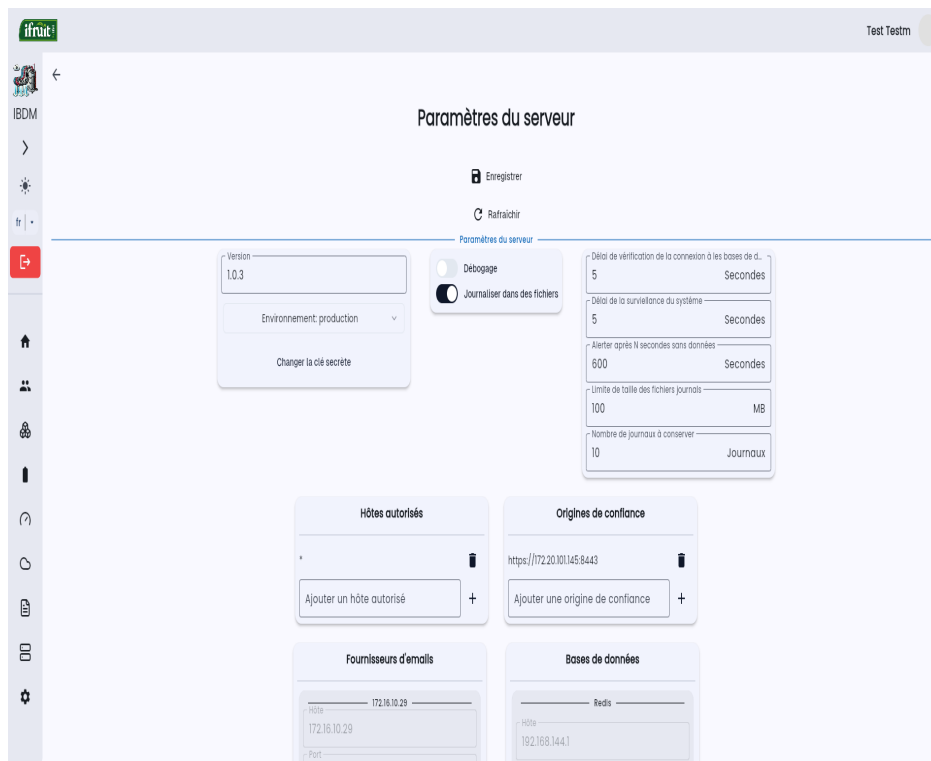 ifruit
Test Testm
IBDM
fr
Paramètres du serveur
Enregistrer
Rafraîchir
Paramètres du serveur
Version
1.0.3
Environnement: production
Changer la clé secrète
Débogage
Journaliser dans des fichiers
Délai de vérification de la connexion à les bases de d...
5 Secondes
Délai de la surviellance du système
5 Secondes
Alerter après N secondes sans données
600 Secondes
Limite de taille des fichiers journals
100 MB
Nombre de journaux à conserver
10 Journaux
Hôtes autorisés
*
Ajouter un hôte autorisé
Origines de confiance
https://172.20.101.145:8443
Ajouter une origine de confiance
Fournisseurs d'emails
172.16.10.29
Hôte
172.16.10.29
Port
Bases de données
Redis
Hôte
192.168.144.1